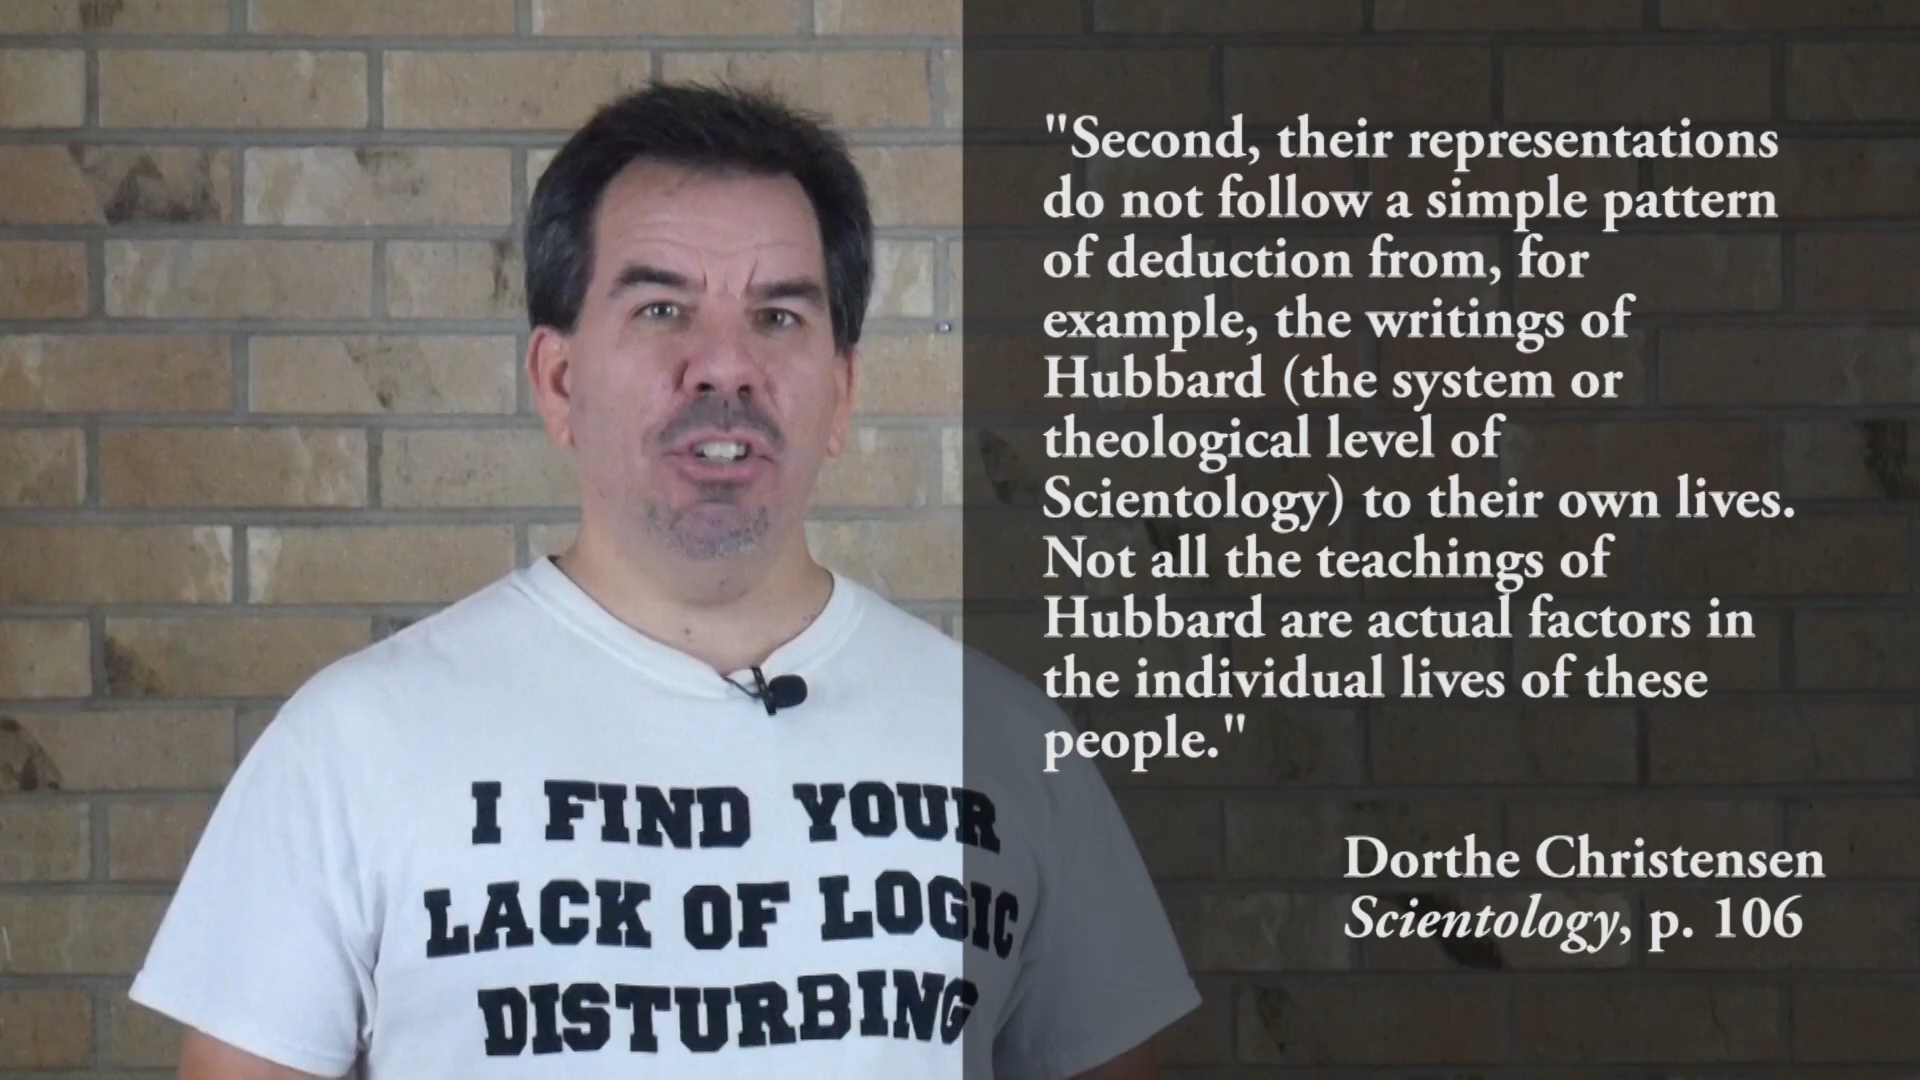 "Second, their representations
do not follow a simple pattern
of deduction from, for
example, the writings of
Hubbard (the system or
theological level of
Scientology) to their own lives.
Not all the teachings of
Hubbard are actual factors in
the individual lives of these
people."
Dorthe Christensen
Scientology, p. 106
I FIND YOUR
LACK OF LOGIC
DISTURBING